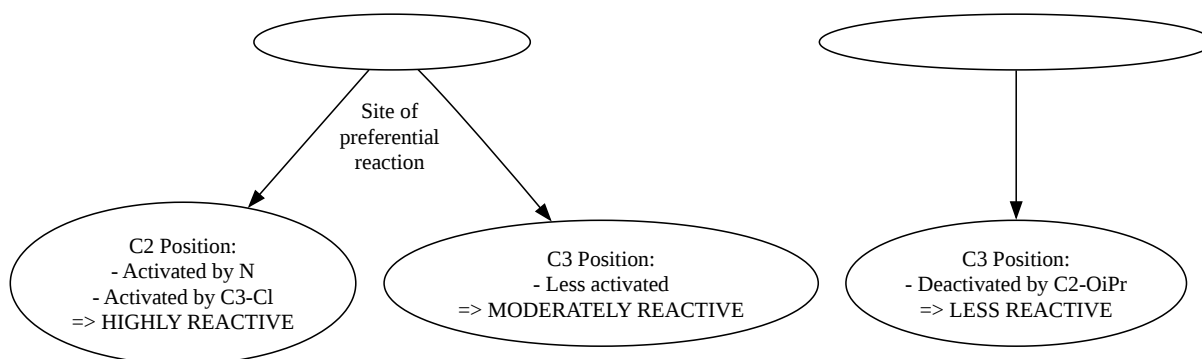 Site of
preferential
reaction
C2 Position:
- Activated by N
- Activated by C3-Cl
=> HIGHLY REACTIVE
C3 Position:
- Less activated
=> MODERATELY REACTIVE
C3 Position:
- Deactivated by C2-OiPr
=> LESS REACTIVE